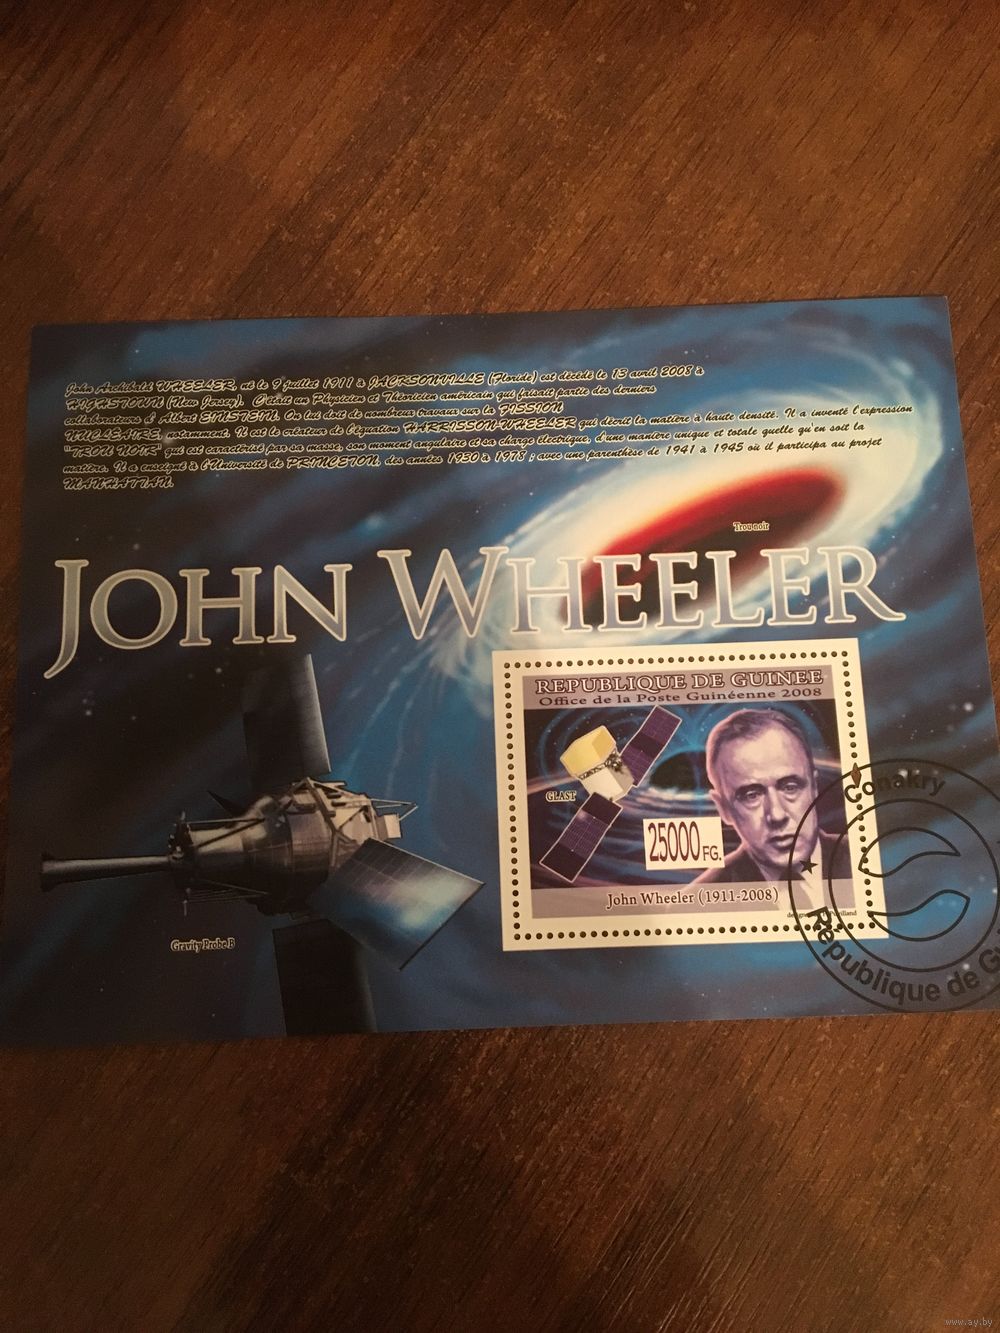 John Archibald WHEELER, né le 9 juillet 1911 à JACKSONVILLE (Floride) est décédé le 13 avril 2008 à
HIGHSTOWN (New Jersey). C'était un Physicien et Théoricien américain qui faisait partie des derniers
collaborateurs d'Albert EINSTEIN. On lui doit de nombreux travaux sur la FISSION
NUCLEAIRE, notamment. Il est le créateur de l'équation HARRISSON-WHEELER qui décrit la matière à haute densité. Il a inventé l'expression
"TROU NOIR" qui est caractérisé par sa masse, son moment angulaire et sa charge électrique, d'une manière unique et totale quelle qu'en soit la
matière. Il a enseigné à l'Université de PRINCETON, des années 1930 à 1978 ; avec une parenthèse de 1941 à 1945 où il participa au projet
MANHATTAN.
Trou noir
JOHN WHEELER
REPUBLIQUE DE GUINEE
Office de la Poste Guinéenne 2008
GLAST
25000 FG.
John Wheeler (1911-2008)
Gravity Probe B
Conakry
République de
www.ay.by